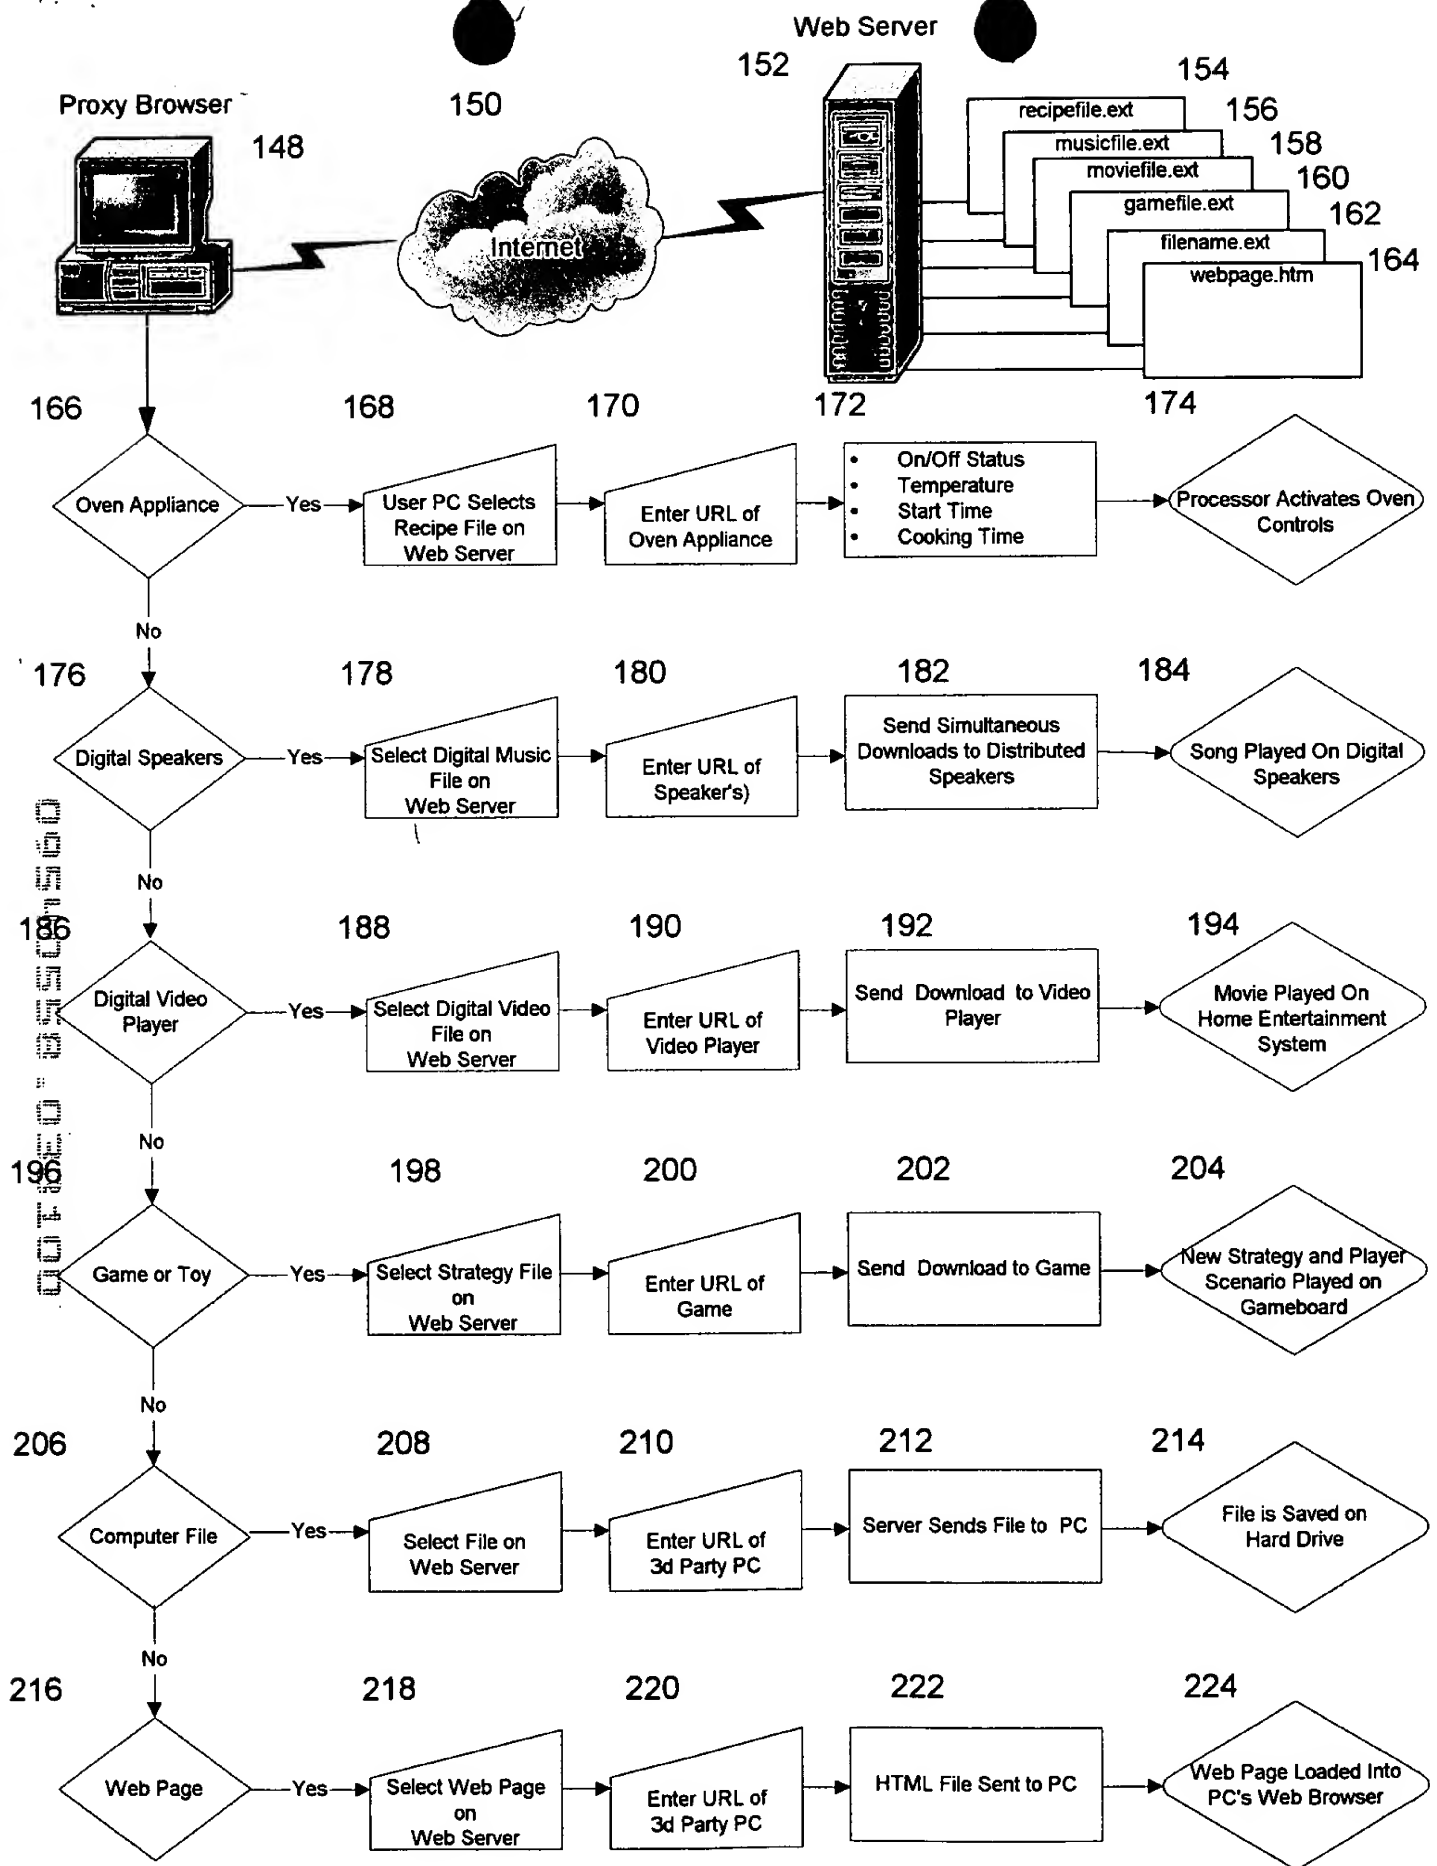 Web Server
152
154
Proxy Browser
150
recipefile.ext
156
148
musicfile.ext
158
moviefile.ext
160
gamefile.ext
162
Internet
filename.ext
164
webpage.htm
166
168
170
172
174
Oven Appliance
Yes
User PC Selects
Recipe File on
Web Server
Enter URL of
Oven Appliance
• On/Off Status
• Temperature
• Start Time
• Cooking Time
Processor Activates Oven
Controls
No
176
178
180
182
184
Digital Speakers
Yes
Select Digital Music
File on
Web Server
Enter URL of
Speaker's)
Send Simultaneous
Downloads to Distributed
Speakers
Song Played On Digital
Speakers
No
186
188
190
192
194
Digital Video
Player
Yes
Select Digital Video
File on
Web Server
Enter URL of
Video Player
Send Download to Video
Player
Movie Played On
Home Entertainment
System
No
196
198
200
202
204
Game or Toy
Yes
Select Strategy File
on
Web Server
Enter URL of
Game
Send Download to Game
New Strategy and Player
Scenario Played on
Gameboard
No
206
208
210
212
214
Computer File
Yes
Select File on
Web Server
Enter URL of
3d Party PC
Server Sends File to PC
File is Saved on
Hard Drive
No
216
218
220
222
224
Web Page
Yes
Select Web Page
on
Web Server
Enter URL of
3d Party PC
HTML File Sent to PC
Web Page Loaded Into
PC's Web Browser